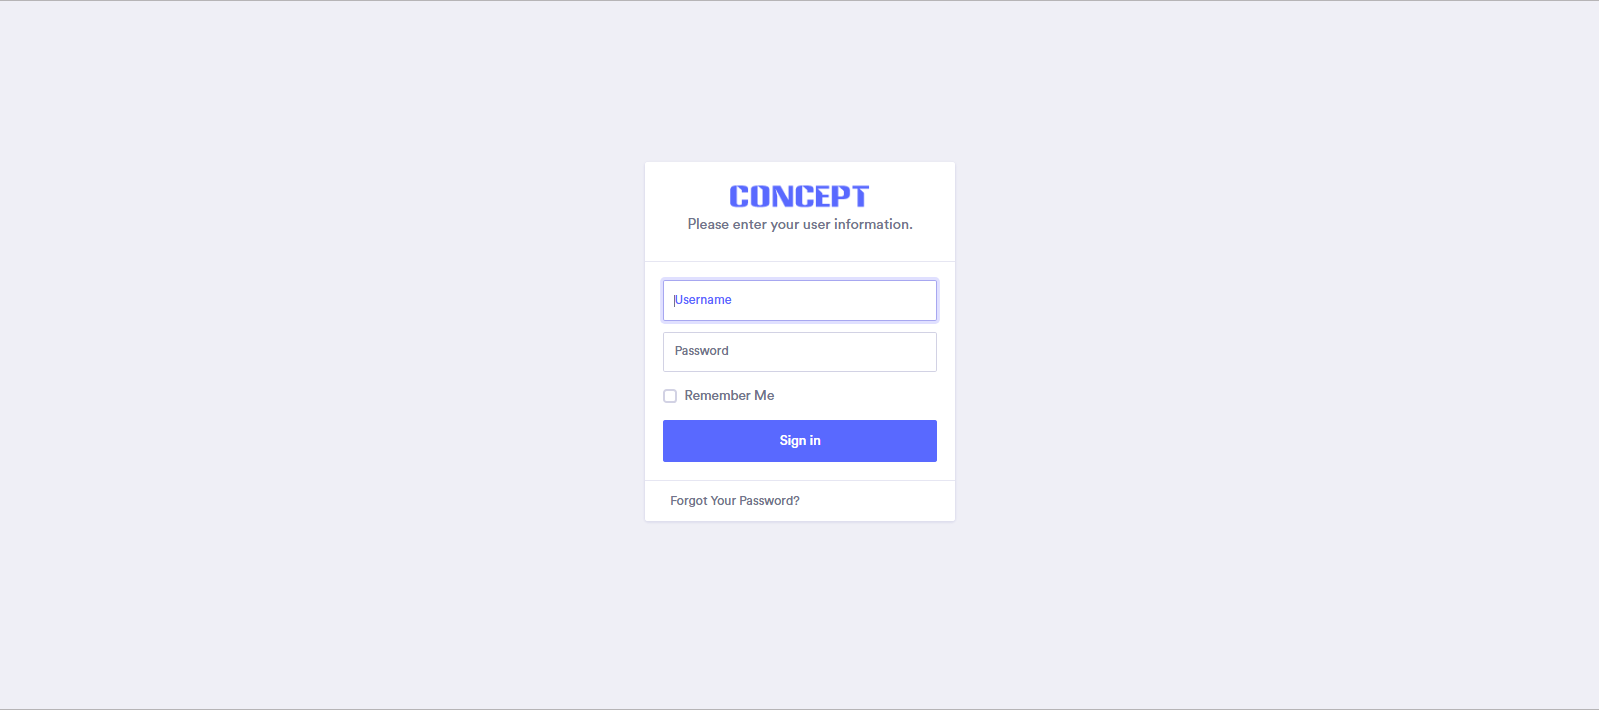 CONCEPT
Please enter your user information.
Username
Password
Remember Me
Sign in
Forgot Your Password?